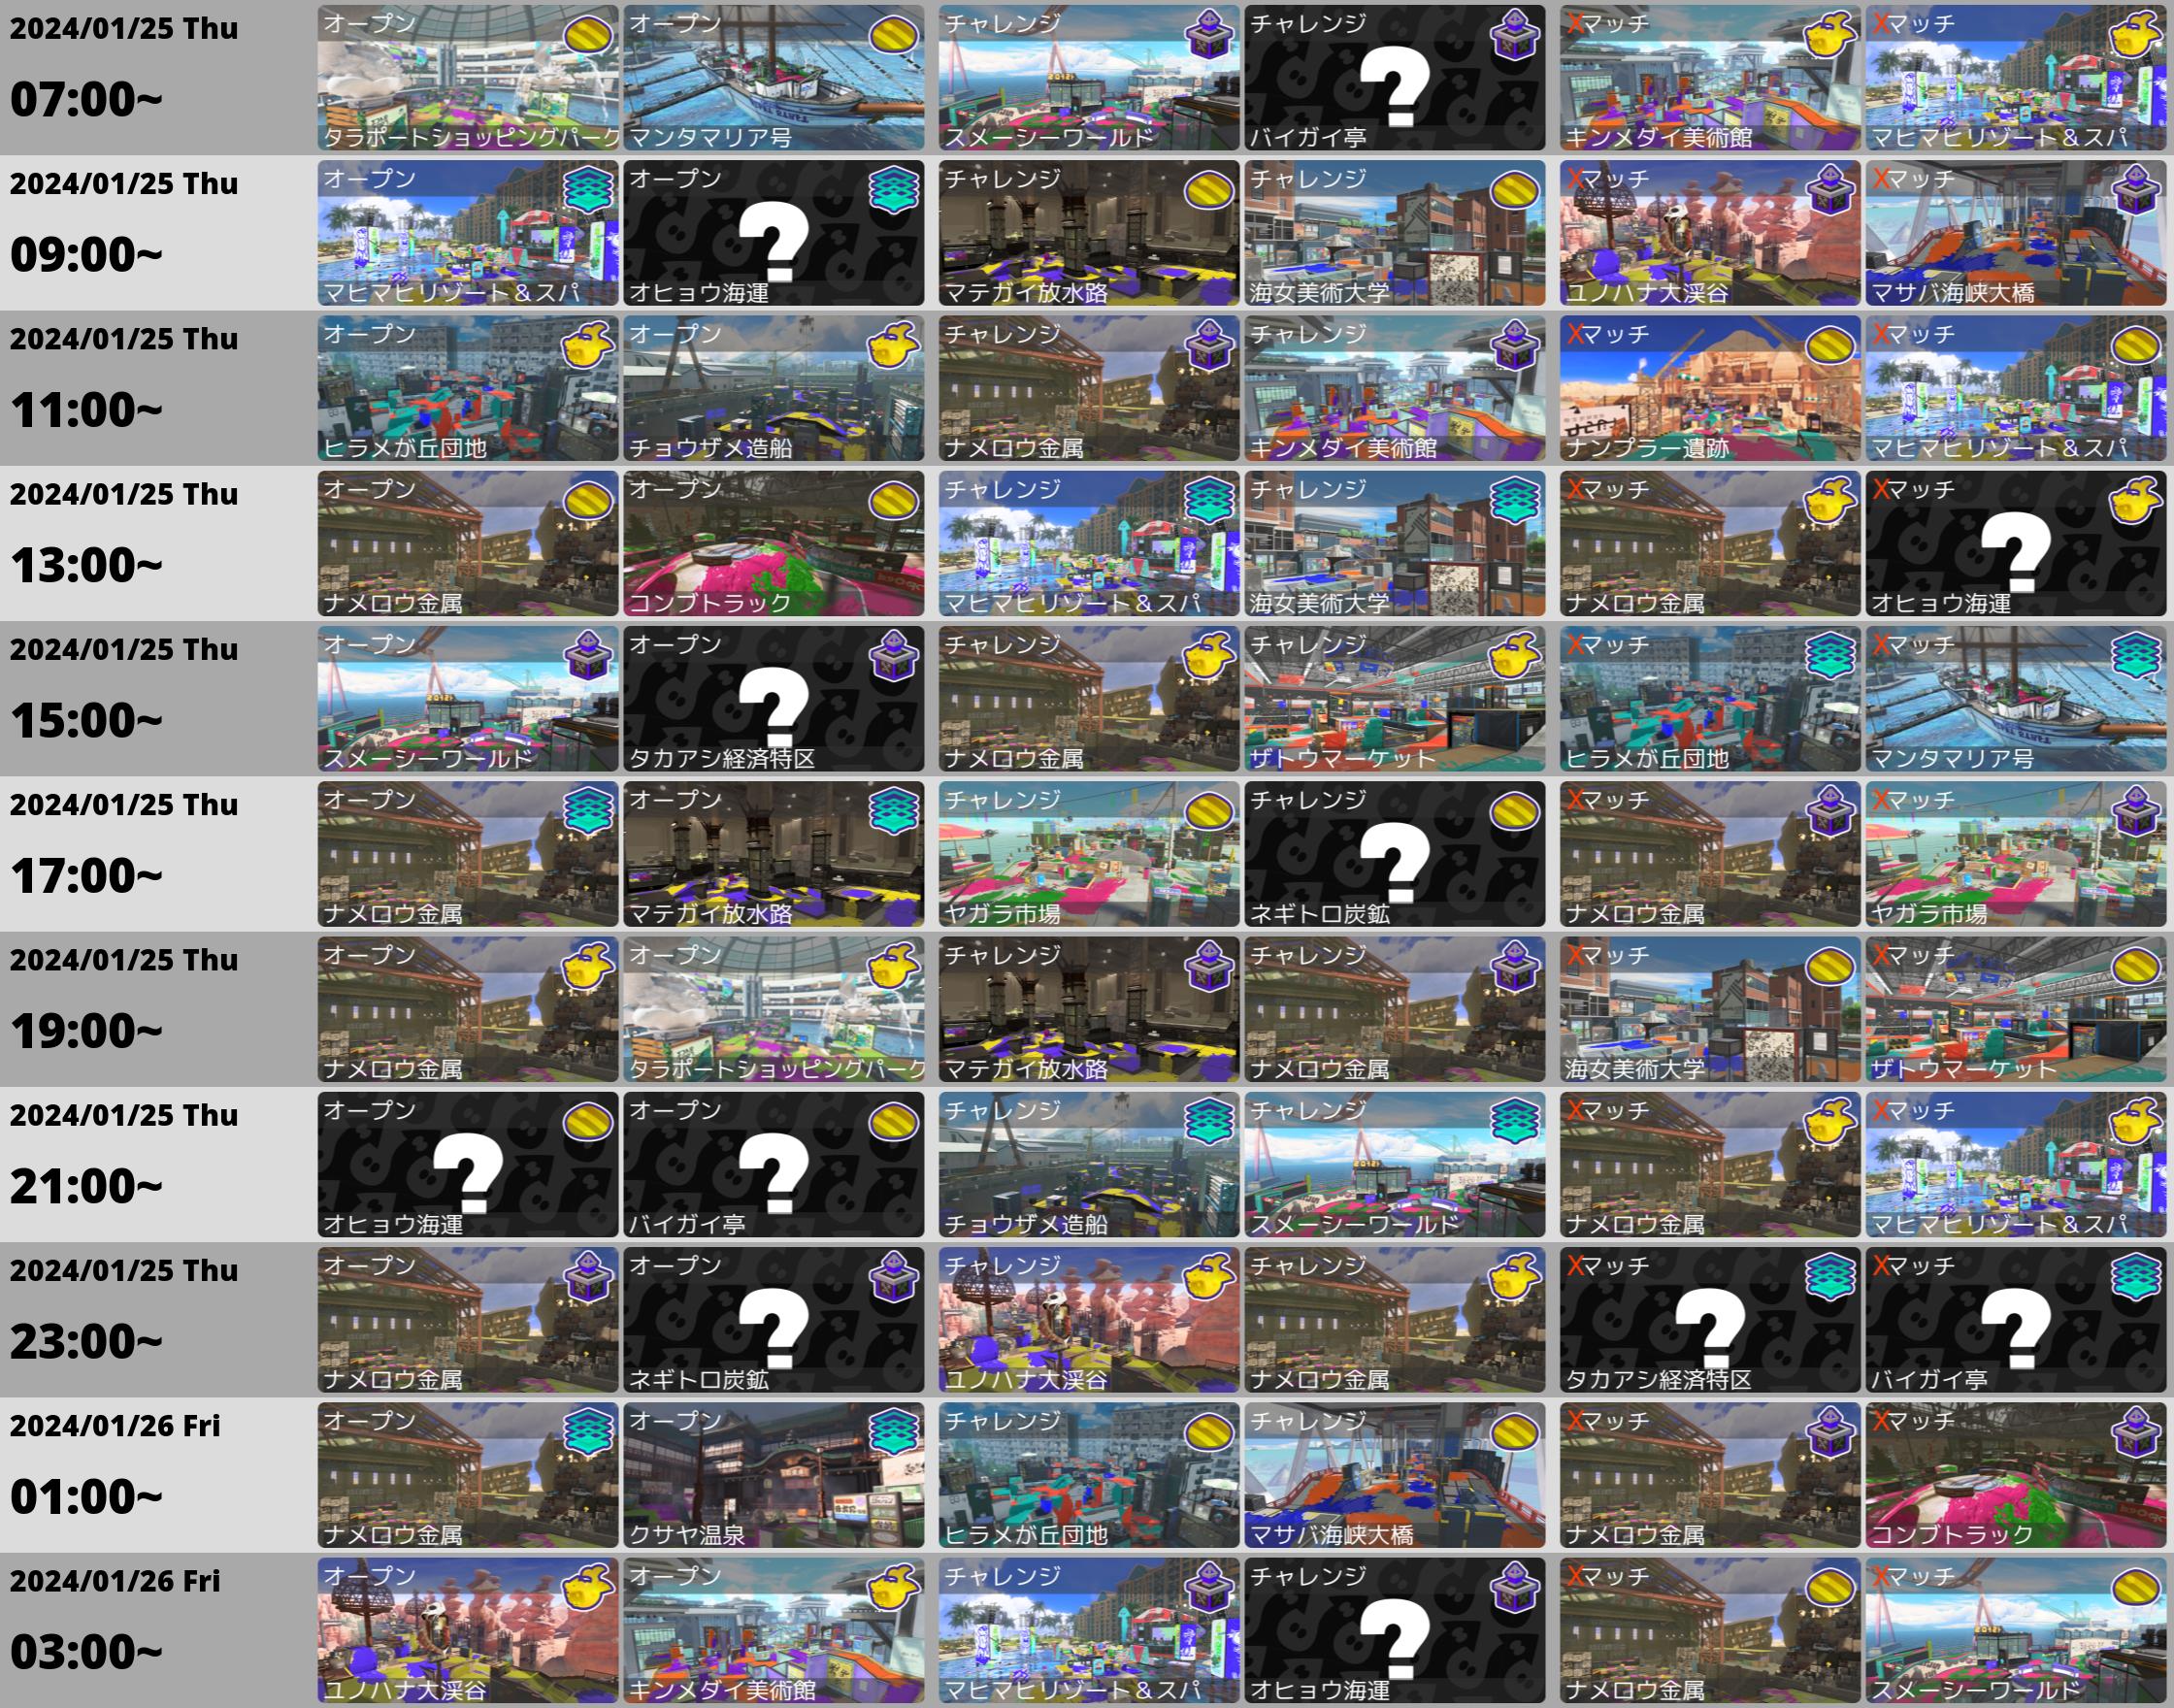 2024/01/25 Thu
07:00~
オープン オープン チャレンジ チャレンジ Xマッチ Xマッチ
タラポートショッピングパーク マンタマリア号 スメーシーワールド バイガイ亭 キンメダイ美術館 マヒマヒリゾート＆スパ
2024/01/25 Thu
09:00~
オープン オープン チャレンジ チャレンジ Xマッチ Xマッチ
マヒマヒリゾート＆スパ オヒョウ海運 マテガイ放水路 海女美術大学 ユノハナ大渓谷 マサバ海峡大橋
2024/01/25 Thu
11:00~
オープン オープン チャレンジ チャレンジ Xマッチ Xマッチ
ヒラメが丘団地 チョウザメ造船 ナメロウ金属 キンメダイ美術館 ナンプラー遺跡 マヒマヒリゾート＆スパ
2024/01/25 Thu
13:00~
オープン オープン チャレンジ チャレンジ Xマッチ Xマッチ
ナメロウ金属 コンブトラック マヒマヒリゾート＆スパ 海女美術大学 ナメロウ金属 オヒョウ海運
2024/01/25 Thu
15:00~
オープン オープン チャレンジ チャレンジ Xマッチ Xマッチ
スメーシーワールド タカアシ経済特区 ナメロウ金属 ザトウマーケット ヒラメが丘団地 マンタマリア号
2024/01/25 Thu
17:00~
オープン オープン チャレンジ チャレンジ Xマッチ Xマッチ
ナメロウ金属 マテガイ放水路 ヤガラ市場 ネギトロ炭鉱 ナメロウ金属 ヤガラ市場
2024/01/25 Thu
19:00~
オープン オープン チャレンジ チャレンジ Xマッチ Xマッチ
ナメロウ金属 タラポートショッピングパーク マテガイ放水路 ナメロウ金属 海女美術大学 ザトウマーケット
2024/01/25 Thu
21:00~
オープン オープン チャレンジ チャレンジ Xマッチ Xマッチ
オヒョウ海運 バイガイ亭 チョウザメ造船 スメーシーワールド ナメロウ金属 マヒマヒリゾート＆スパ
2024/01/25 Thu
23:00~
オープン オープン チャレンジ チャレンジ Xマッチ Xマッチ
ナメロウ金属 ネギトロ炭鉱 ユノハナ大渓谷 ナメロウ金属 タカアシ経済特区 バイガイ亭
2024/01/26 Fri
01:00~
オープン オープン チャレンジ チャレンジ Xマッチ Xマッチ
ナメロウ金属 クサヤ温泉 ヒラメが丘団地 マサバ海峡大橋 ナメロウ金属 コンブトラック
2024/01/26 Fri
03:00~
オープン オープン チャレンジ チャレンジ Xマッチ Xマッチ
ユノハナ大渓谷 キンメダイ美術館 マヒマヒリゾート＆スパ オヒョウ海運 ナメロウ金属 スメーシーワールド